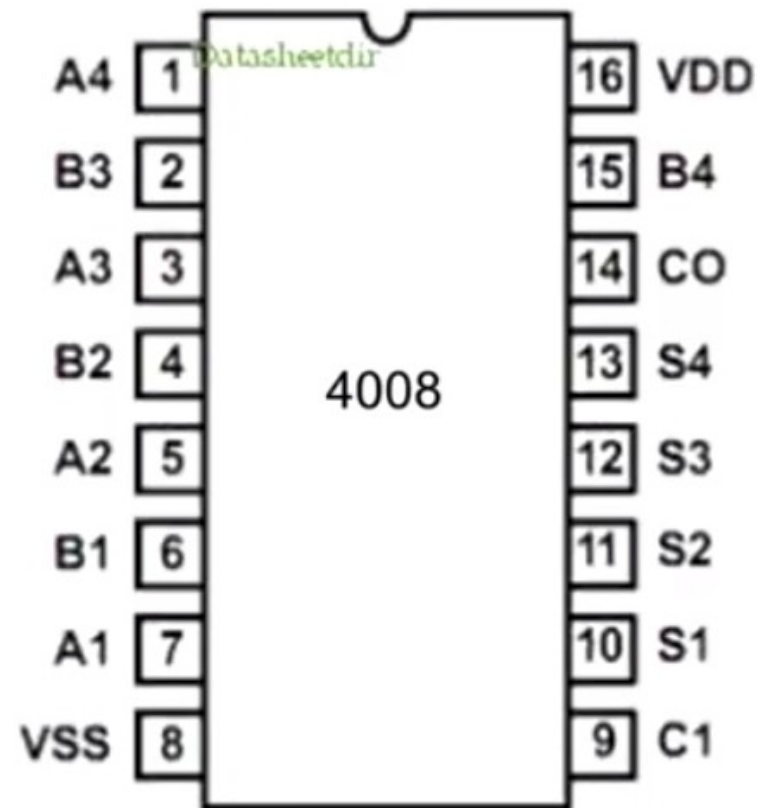 Datasheetdir
A4 1 16 VDD
B3 2 15 B4
A3 3 14 CO
B2 4 13 S4
4008
A2 5 12 S3
B1 6 11 S2
A1 7 10 S1
VSS 8 9 C1